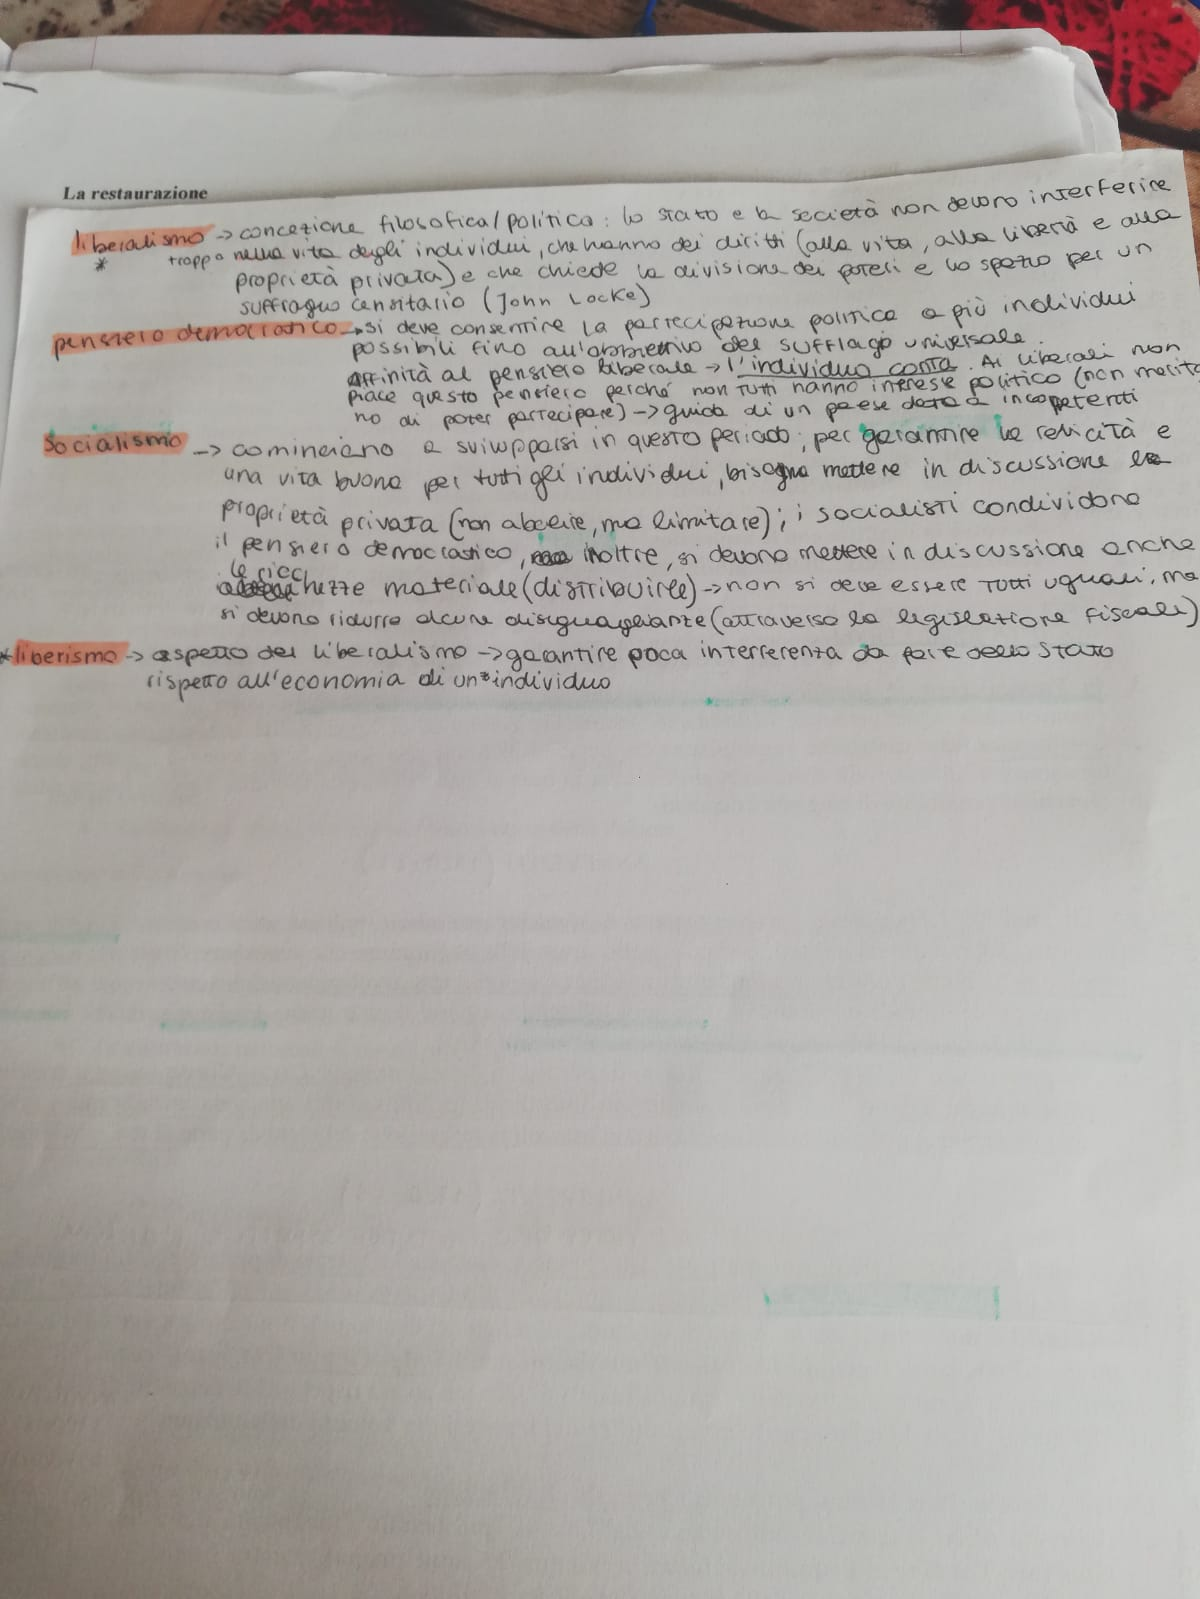 La restaurazione
liberalismo -> concezione filosofica/politica: lo stato e la società non devono interferire
* troppo nella vita degli individui, che hanno dei diritti (alla vita, alla libertà e alla
proprietà privata) e che chiede la divisione dei poteri e lo spazio per un
suffragio censitario (John Locke)
pensiero democratico -> si deve consentire la partecipazione politica a più individui
possibili fino all'obbiettivo del suffragio universale.
Affinità al pensiero liberale -> l'individuo conta. Ai liberali non
piace questo pensiero perché non tutti hanno interesse politico (non merita
no di poter partecipare) -> guida di un paese data a incompetenti
Socialismo -> cominciano a svilupparsi in questo periodo; per garantire la felicità e
una vita buona per tutti gli individui, bisogna mettere in discussione la
proprietà privata (non abolire, ma limitare); i socialisti condividono
il pensiero democratico, inoltre, si devono mettere in discussione anche
le ricchezze materiale (distribuirle) -> non si deve essere tutti uguali, ma
si devono ridurre alcune disuguaglianze (attraverso la legislazione fiscale)
*liberismo -> aspetto del liberalismo -> garantire poca interferenza da parte dello Stato
rispetto all'economia di un individuo